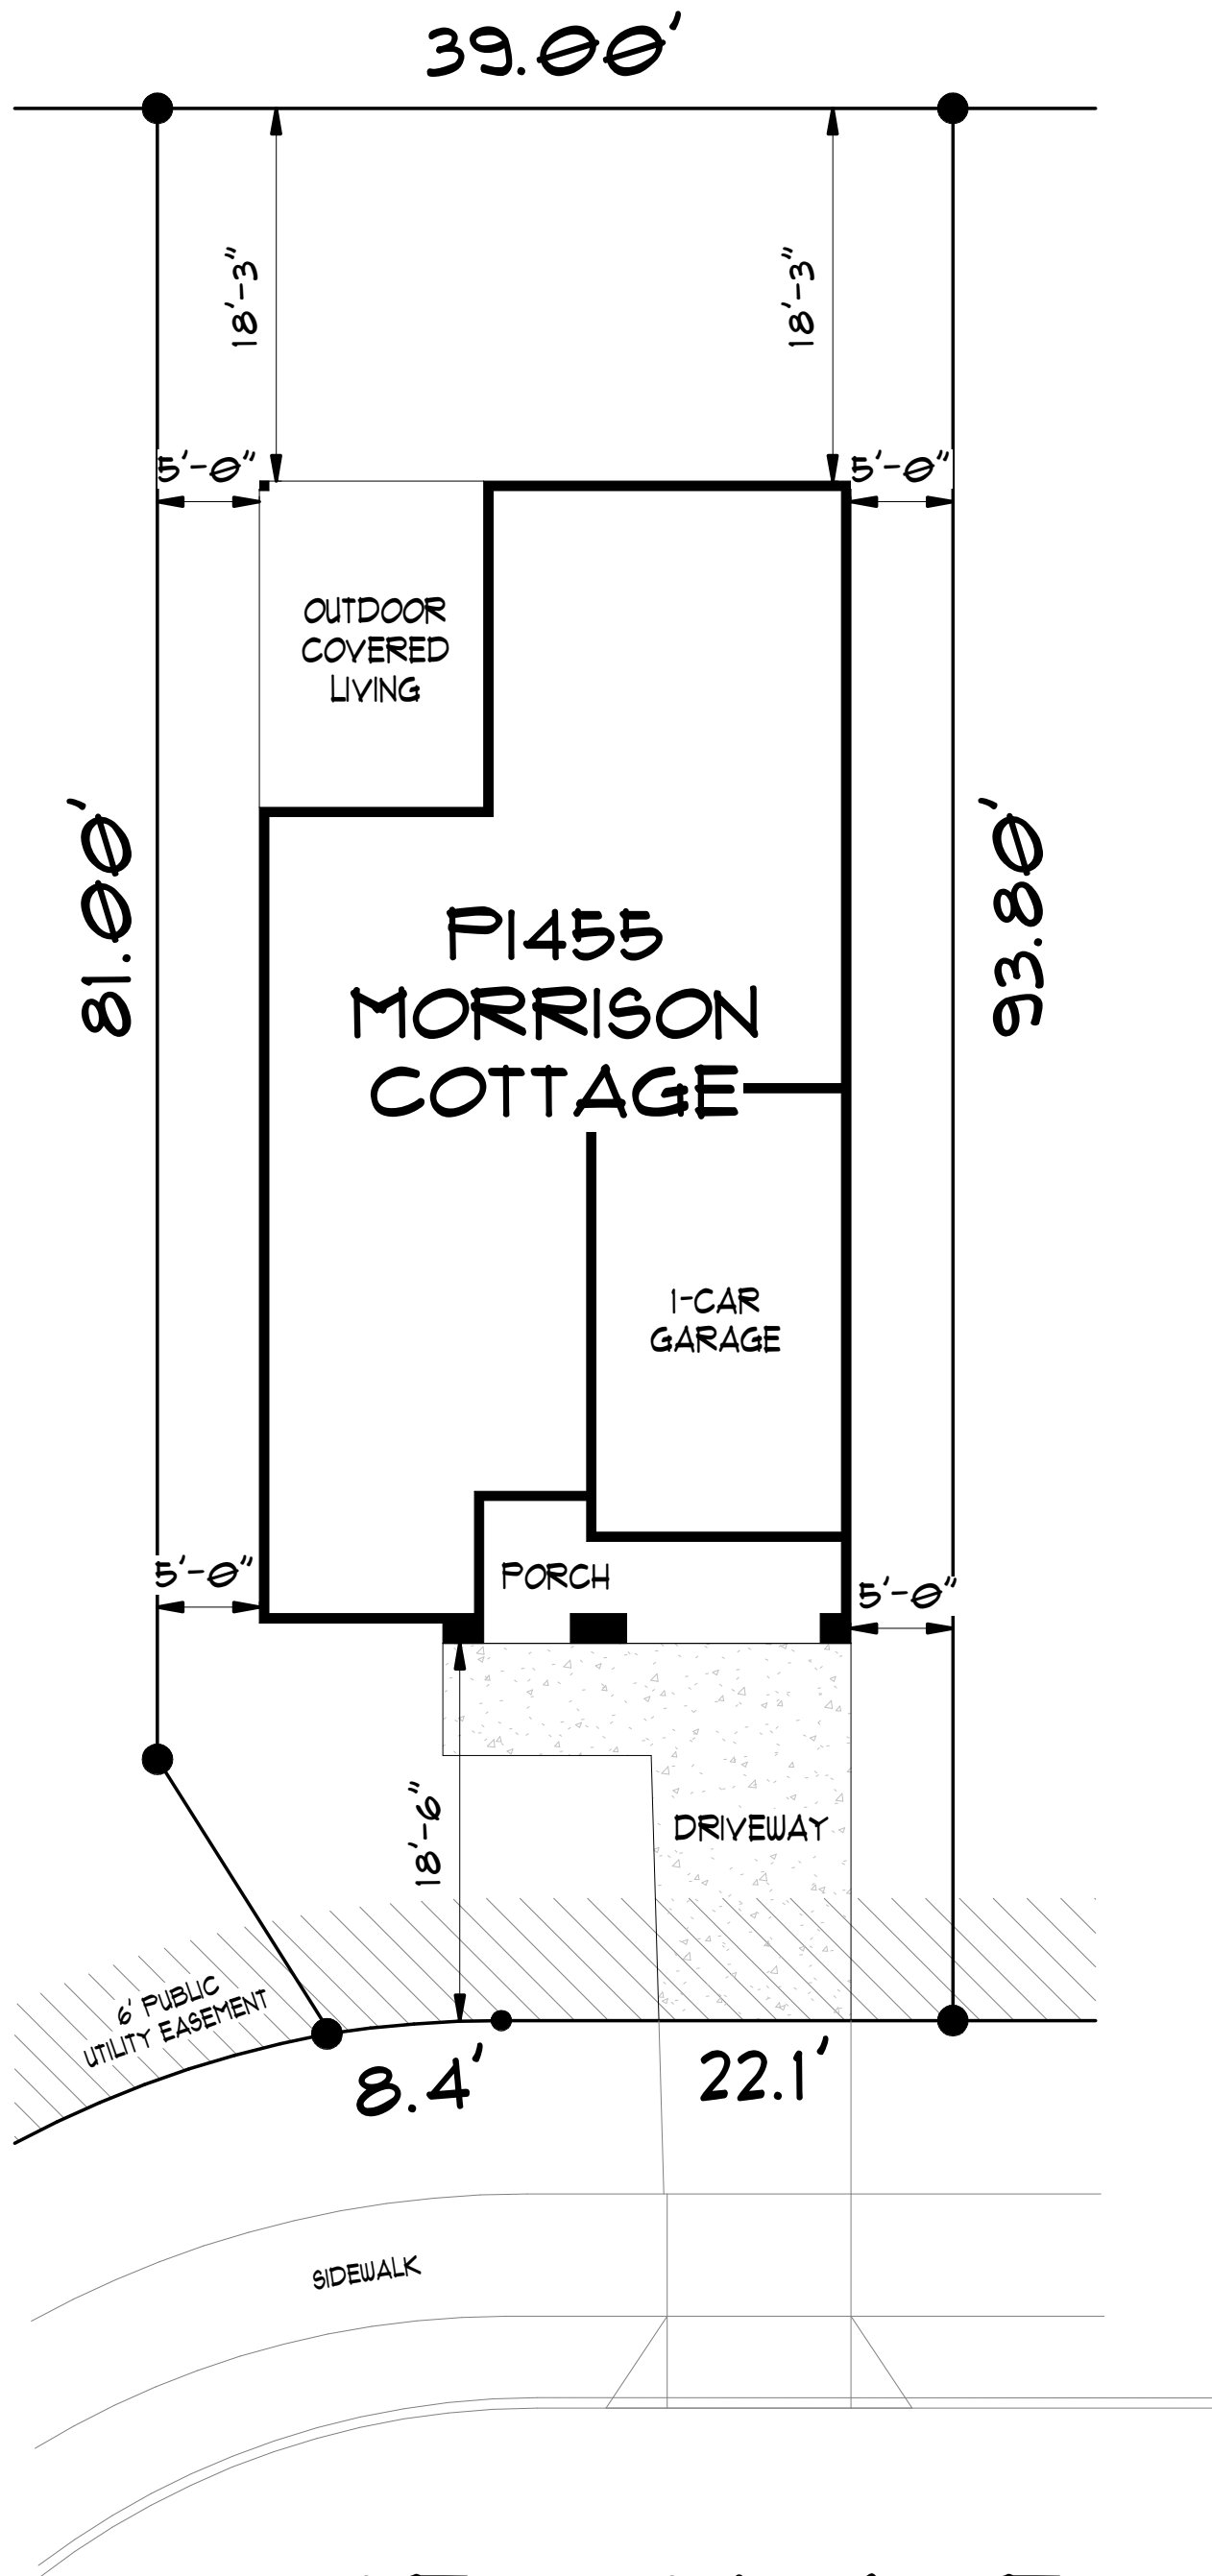 39.00'
18'-3"
18'-3"
5'-0"
5'-0"
OUTDOOR
COVERED
LIVING
81.00'
93.80'
P1455
MORRISON
COTTAGE
1-CAR
GARAGE
5'-0"
PORCH
5'-0"
18'-6"
DRIVEWAY
6' PUBLIC
UTILITY EASEMENT
8.4'
22.1'
SIDEWALK